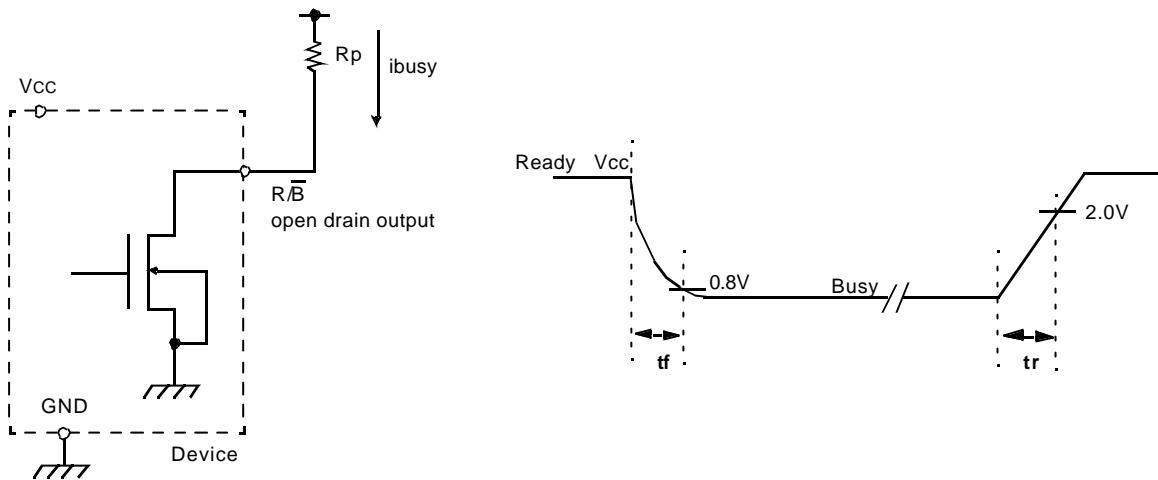 Rp
ibusy
VCC
R/B̅
open drain output
GND
Device
Ready Vcc
2.0V
0.8V
Busy
tf
tr